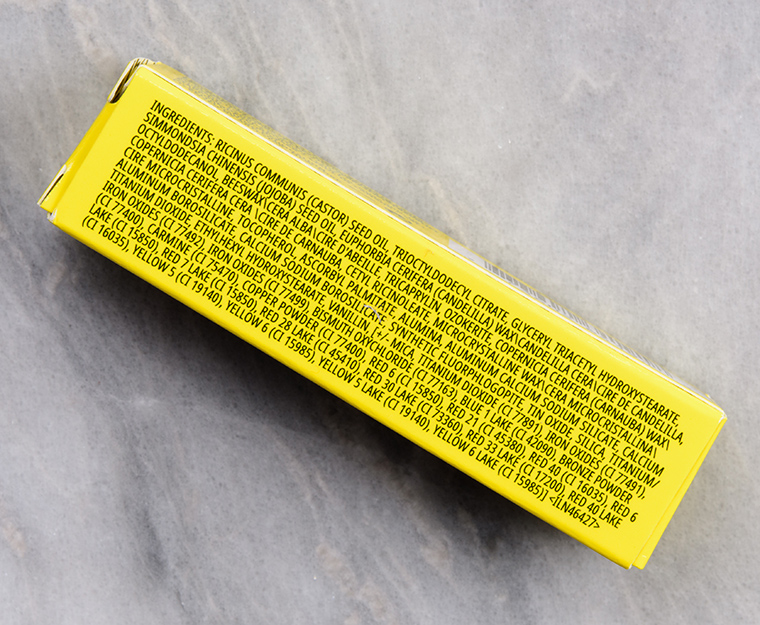 INGREDIENTS: RICINUS COMMUNIS (CASTOR) SEED OIL, TRIOCTYLDODECYL CITRATE, GLYCERYL TRIACETYL HYDROXYSTEARATE,
SIMMONDSIA CHINENSIS (JOJOBA) SEED OIL, EUPHORBIA CERIFERA (CANDELILLA) WAX\CANDELILLA CERA\CIRE DE CANDELILLA,
OCTYLDODECANOL, BEESWAX\CERA ALBA\CIRE D'ABEILLE, TRICAPRYLIN, OZOKERITE, COPERNICIA CERIFERA (CARNAUBA) WAX\
COPERNICIA CERIFERA CERA\CIRE DE CARNAUBA, CETYL RICINOLEATE, MICROCRYSTALLINE WAX\CERA MICROCRISTALLINA\
CIRE MICROCRISTALLINE, TOCOPHEROL, ASCORBYL PALMITATE, ALUMINA, ALUMINUM CALCIUM SODIUM SILICATE, CALCIUM
ALUMINUM BOROSILICATE, CALCIUM SODIUM BOROSILICATE, SYNTHETIC FLUORPHLOGOPITE, TIN OXIDE, SILICA, TITANIUM/
TITANIUM DIOXIDE, ETHYLHEXYL HYDROXYSTEARATE, VANILLIN, [+/- MICA, TITANIUM DIOXIDE (CI 77891), IRON OXIDES (CI 77491),
IRON OXIDES (CI 77492), IRON OXIDES (CI 77499), BISMUTH OXYCHLORIDE (CI 77163), BLUE 1 LAKE (CI 42090), BRONZE POWDER
(CI 77400), CARMINE (CI 75470), COPPER POWDER (CI 77400), RED 6 (CI 15850), RED 21 (CI 45380), RED 40 (CI 16035), RED 6
LAKE (CI 15850), RED 7 LAKE (CI 15850), RED 28 LAKE (CI 45410), RED 30 LAKE (CI 73360), RED 33 LAKE (CI 17200), RED 40 LAKE
(CI 16035), YELLOW 5 (CI 19140), YELLOW 6 (CI 15985), YELLOW 5 LAKE (CI 19140), YELLOW 6 LAKE (CI 15985)] <ILN46427>